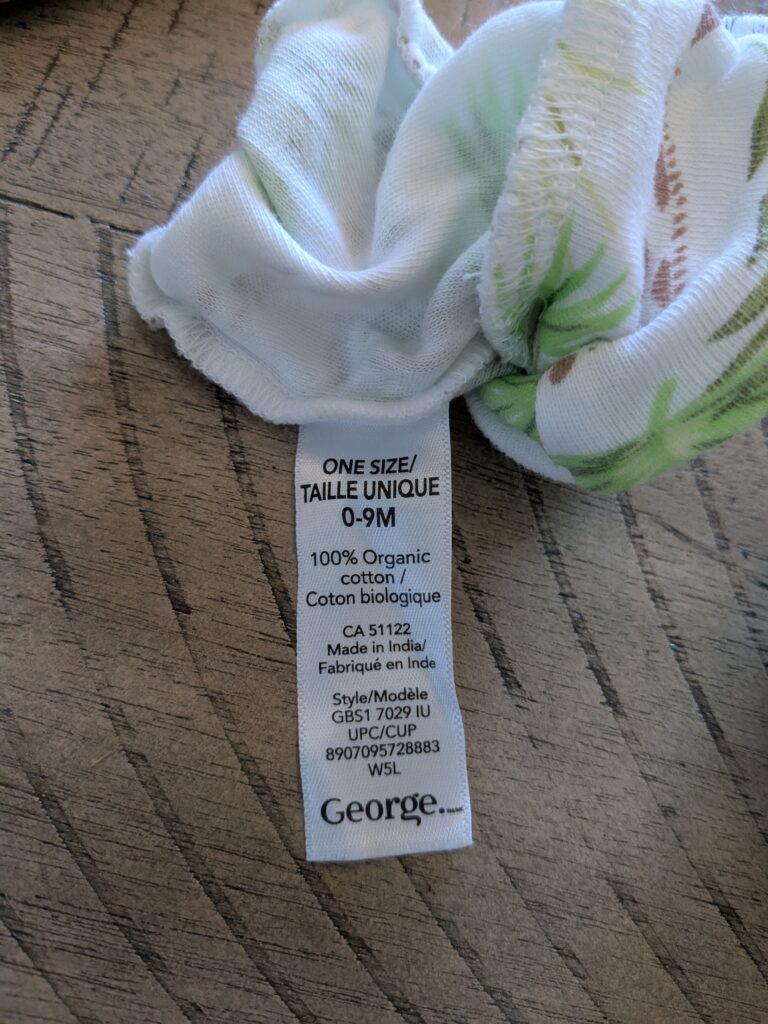 ONE SIZE/
TAILLE UNIQUE
0-9M
100% Organic
cotton /
Coton biologique
CA 51122
Made in India/
Fabriqué en Inde
Style/Modèle
GBS1 7029 IU
UPC/CUP
8907095728883
W5L
George.